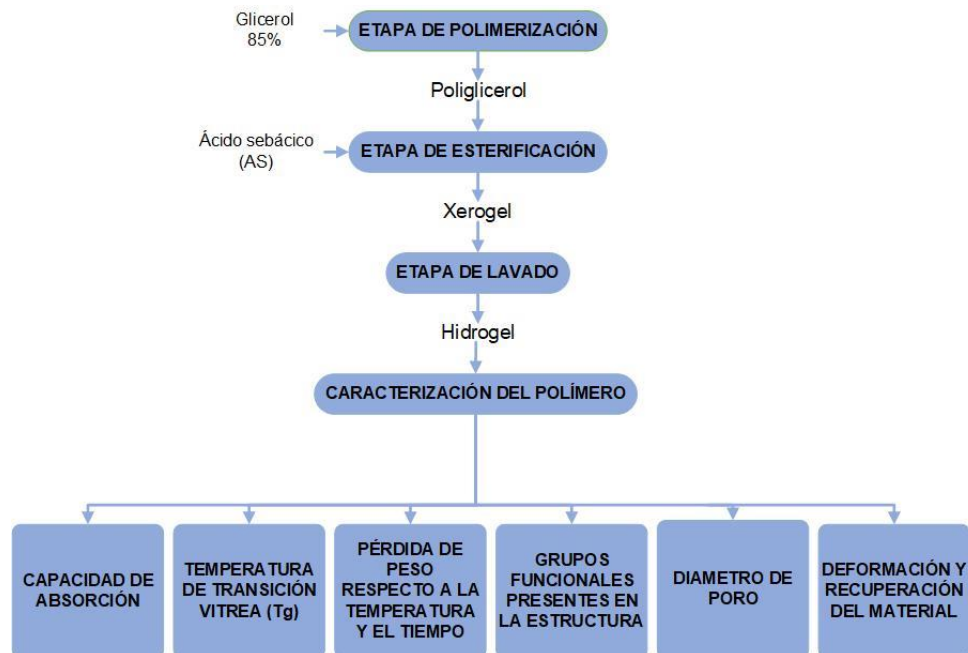 Glicerol
85%
ETAPA DE POLIMERIZACIÓN
Poliglicerol
Ácido sebácico
(AS)
ETAPA DE ESTERIFICACIÓN
Xerogel
ETAPA DE LAVADO
Hidrogel
CARACTERIZACIÓN DEL POLÍMERO
CAPACIDAD DE
ABSORCIÓN
TEMPERATURA
DE TRANSICIÓN
VITREA (Tg)
PÉRDIDA DE
PESO
RESPECTO A LA
TEMPERATURA
Y EL TIEMPO
GRUPOS
FUNCIONALES
PRESENTES EN
LA ESTRUCTURA
DIAMETRO DE
PORO
DEFORMACIÓN Y
RECUPERACIÓN
DEL MATERIAL